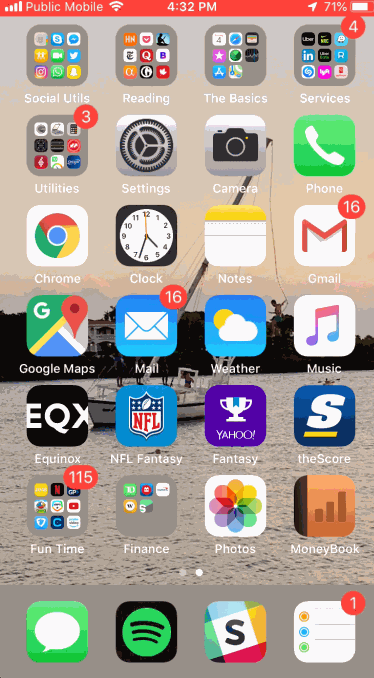 Public Mobile 4:32 PM 71%
4
Social Utils Reading The Basics Services
3
Utilities Settings Camera Phone
12
16
Chrome Clock Notes Gmail
G
16
Google Maps Mail Weather Music
EQX NFL YAHOO! S
Equinox NFL Fantasy Fantasy theScore
115
Fun Time Finance Photos MoneyBook
S
1